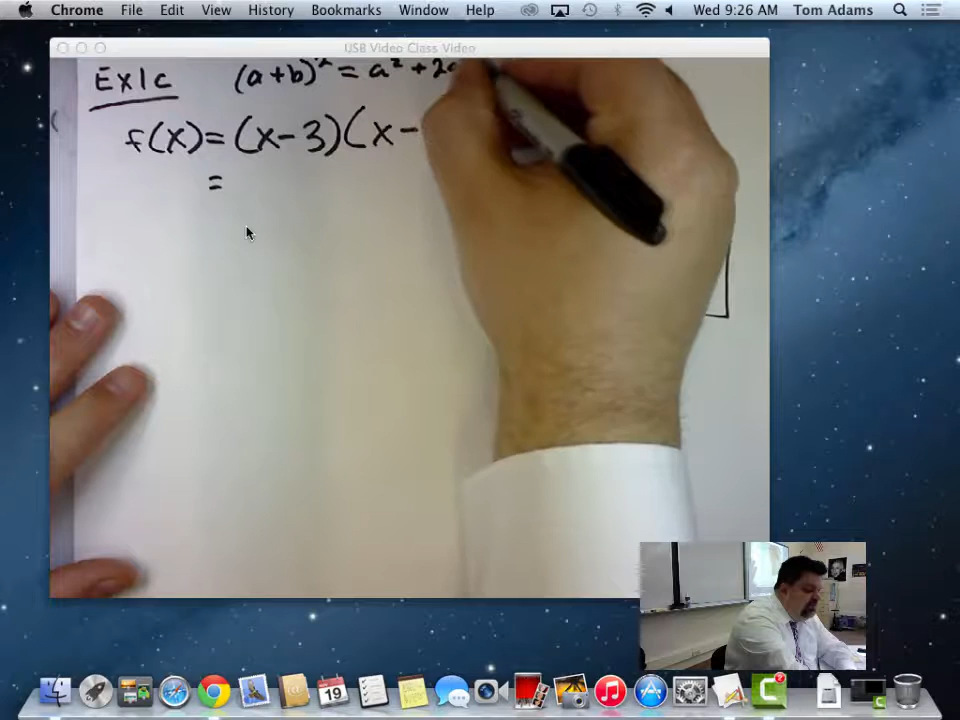 Chrome File Edit View History Bookmarks Window Help Wed 9:26 AM Tom Adams
USB Video Class Video
Ex1c (a+b)² = a² + 2
f(x) = (x-3)(x-
=
19